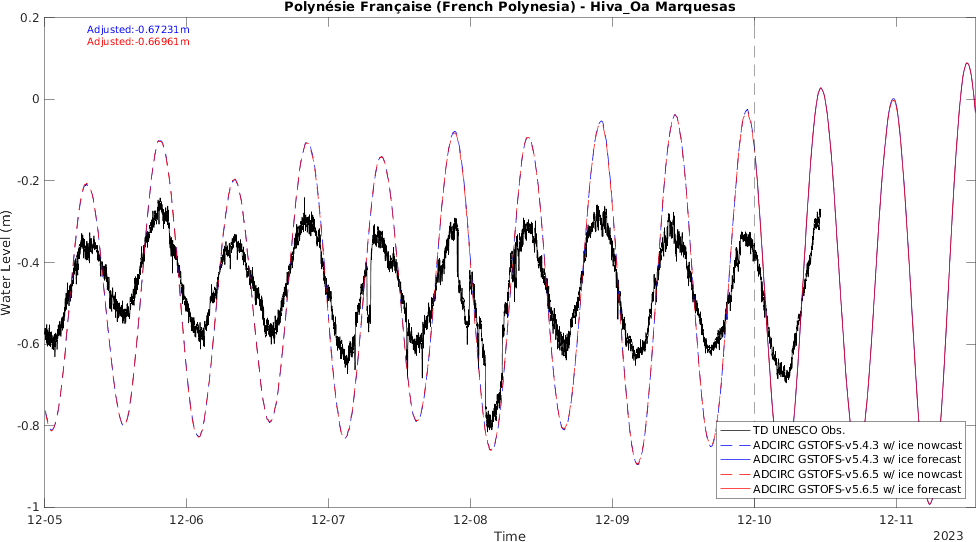 Polynésie Française (French Polynesia) - Hiva_Oa Marquesas
Adjusted:-0.67231m
Adjusted:-0.66961m
Water Level (m)
0.2
0
-0.2
-0.4
-0.6
-0.8
-1
TD UNESCO Obs.
ADCIRC GSTOFS-v5.4.3 w/ ice nowcast
ADCIRC GSTOFS-v5.4.3 w/ ice forecast
ADCIRC GSTOFS-v5.6.5 w/ ice nowcast
ADCIRC GSTOFS-v5.6.5 w/ ice forecast
12-05 12-06 12-07 12-08 12-09 12-10 12-11
Time
2023